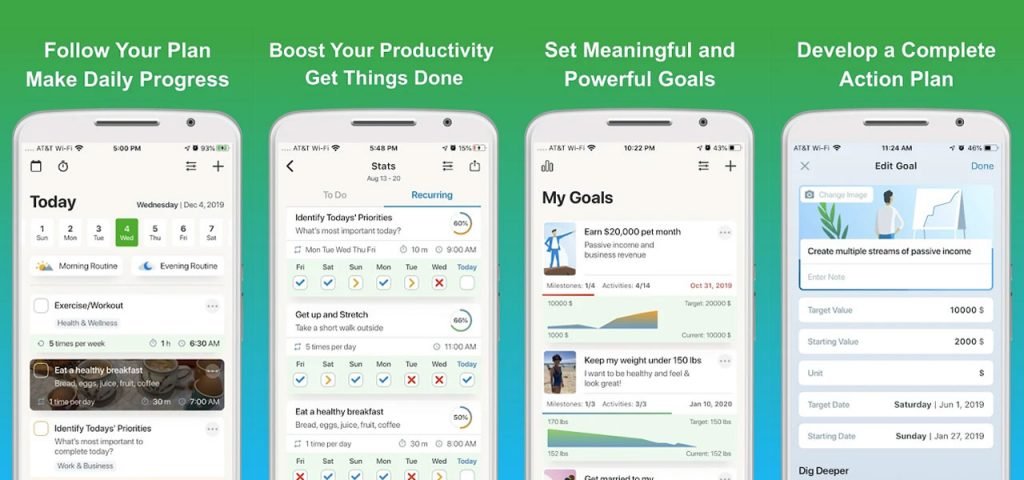 Follow Your Plan
Make Daily Progress
AT&T Wi-Fi 5:00 PM 93%
Today
Wednesday | Dec 4, 2019
1 2 3 4 5 6 7
Sun Mon Tue Wed Thu Fri Sat
Morning Routine Evening Routine
Exercise/Workout
Health & Wellness
5 times per week 1 h 6:30 AM
Eat a healthy breakfast
Bread, eggs, juice, fruit, coffee
1 time per day 30 m 7:00 AM
Identify Todays' Priorities
What's most important to
complete today?
Work & Business
Boost Your Productivity
Get Things Done
AT&T Wi-Fi 5:48 PM 15%
Stats
Aug 13 - 20
To Do Recurring
Identify Todays' Priorities
What's most important today?
60%
Mon Tue Wed Thu Fri 10 m 9:00 AM
Fri Sat Sun Mon Tue Wed Today
Get up and Stretch
Take a short walk outside
66%
5 times per day 11:00 AM
Fri Sat Sun Mon Tue Wed Today
Eat a healthy breakfast
Bread, eggs, juice, fruit, coffee
50%
1 time per day 30 m 8:00 AM
Fri Sat Sun Mon Tue Wed Today
Set Meaningful and
Powerful Goals
AT&T Wi-Fi 10:22 PM 43%
My Goals
Earn $20,000 pet month
Passive income and
business revenue
Milestones: 1/4 Activities: 4/14 Oct 31, 2019
10000 $ Target: 20000 $
1000 $ Current: 10000 $
Keep my weight under 150 lbs
I want to be healthy and feel &
look great!
Milestones: 1/3 Activities: 3/3 Jan 10, 2020
170 lbs Target: 150 lbs
152 lbs Current: 152 lbs
Get married to my
Develop a Complete
Action Plan
AT&T Wi-Fi 11:24 AM 46%
Edit Goal Done
Change Image
Create multiple streams of passive income
Enter Note
Target Value 10000 $
Starting Value 2000 $
Unit $
Target Date Saturday | Jun 1, 2019
Starting Date Sunday | Jan 27, 2019
Dig Deeper